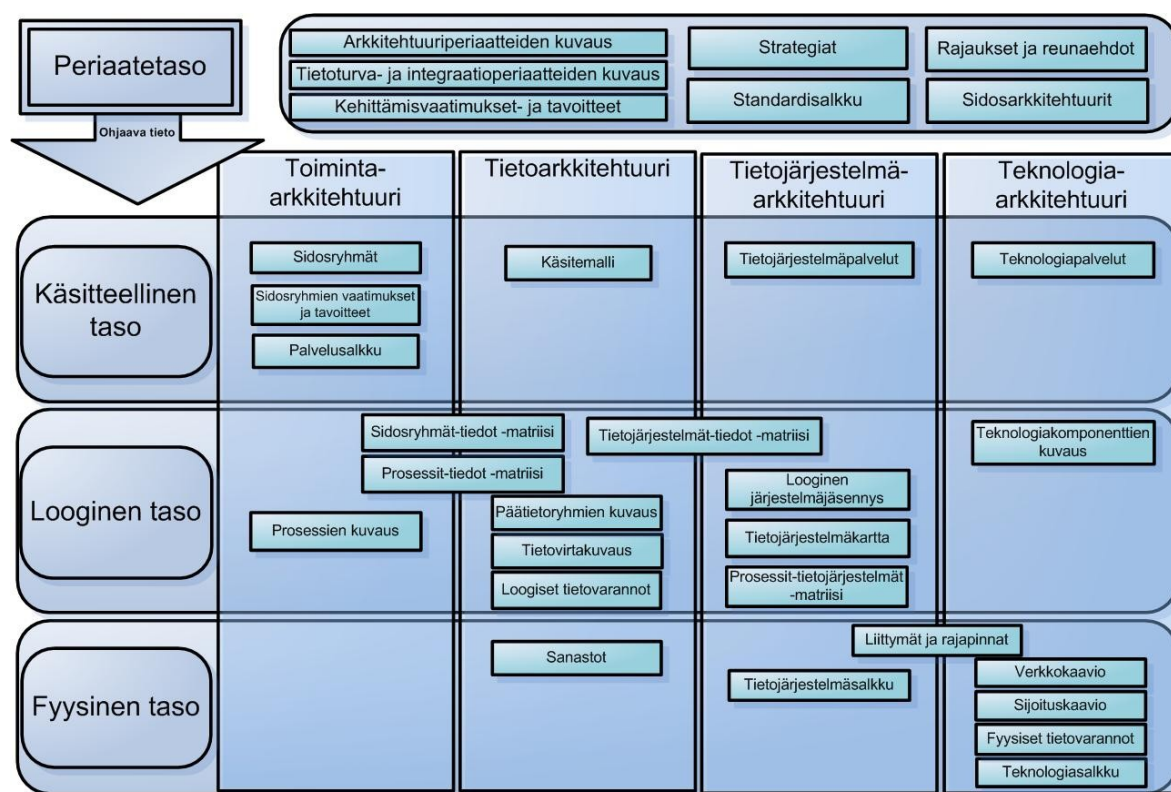 Periaatetaso
Ohjaava tieto
Arkkitehtuuriperiaatteiden kuvaus
Tietoturva- ja integraatioperiaatteiden kuvaus
Kehittämisvaatimukset- ja tavoitteet
Strategiat
Standardisalkku
Rajaukset ja reunaehdot
Sidosarkkitehtuurit
Toiminta-
arkkitehtuuri
Tietoarkkitehtuuri
Tietojärjestelmä-
arkkitehtuuri
Teknologia-
arkkitehtuuri
Käsitteellinen
taso
Sidosryhmät
Sidosryhmien vaatimukset
ja tavoitteet
Palvelusalkku
Käsitemalli
Tietojärjestelmäpalvelut
Teknologiapalvelut
Looginen taso
Sidosryhmät-tiedot -matriisi
Prosessit-tiedot -matriisi
Prosessien kuvaus
Päätietoryhmien kuvaus
Tietovirtakuvaus
Loogiset tietovarannot
Tietojärjestelmät-tiedot -matriisi
Looginen
järjestelmäjäsennys
Tietojärjestelmäkartta
Prosessit-tietojärjestelmät
-matriisi
Teknologiakomponenttien
kuvaus
Fyysinen taso
Sanastot
Liittymät ja rajapinnat
Tietojärjestelmäsalkku
Verkkokaavio
Sijoituskaavio
Fyysiset tietovarannot
Teknologiasalkku